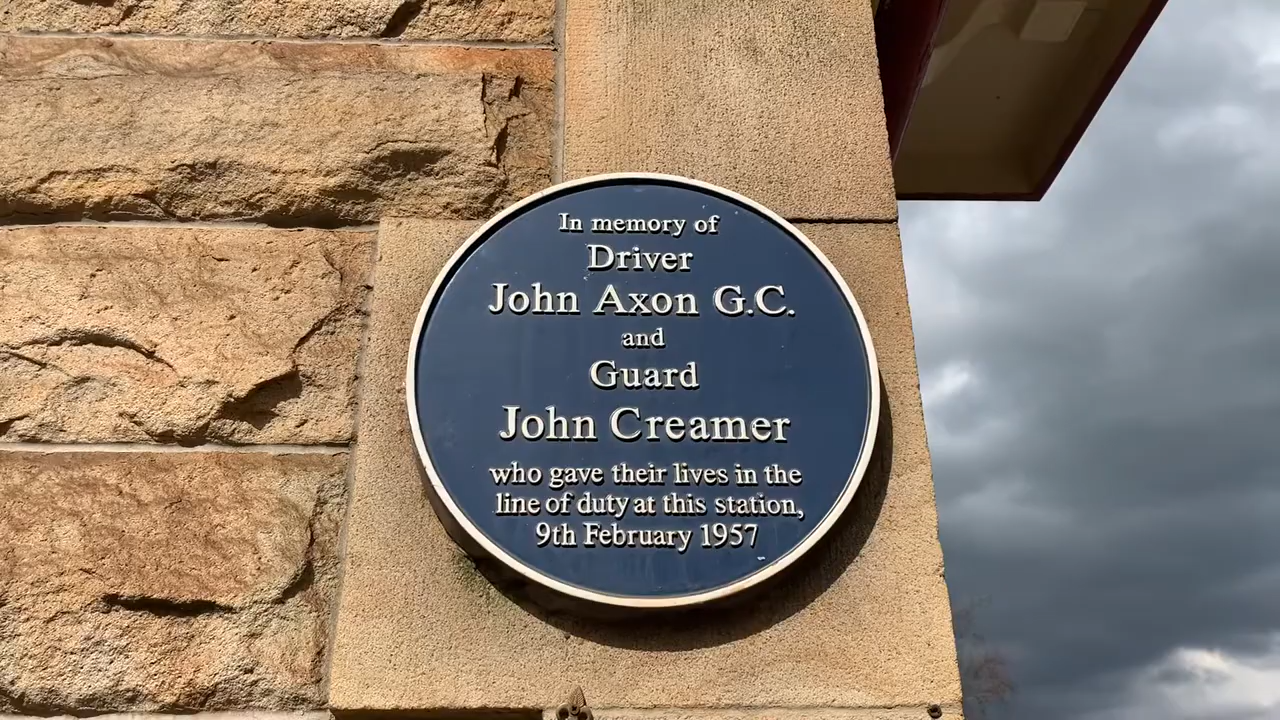 In memory of
Driver
John Axon G.C.
and
Guard
John Creamer
who gave their lives in the
line of duty at this station,
9th February 1957